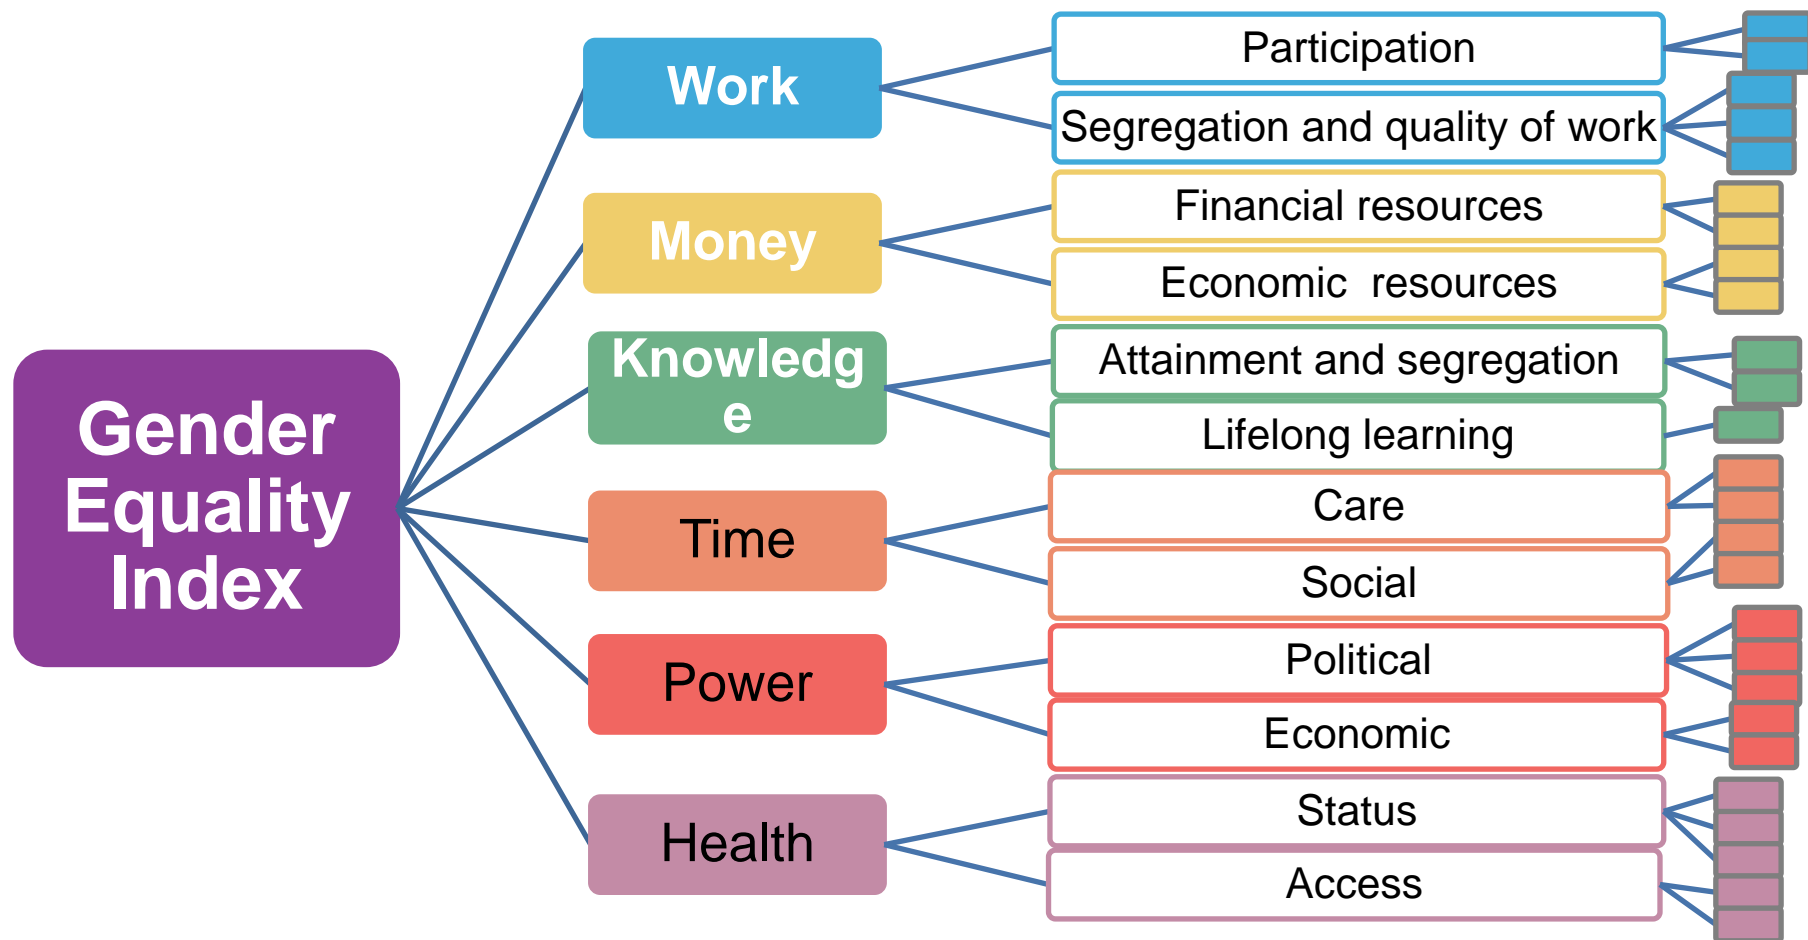 Gender
Equality
Index
Work
Participation
Segregation and quality of work
Money
Financial resources
Economic  resources
Knowledg
e
Attainment and segregation
Lifelong learning
Time
Care
Social
Power
Political
Economic
Health
Status
Access